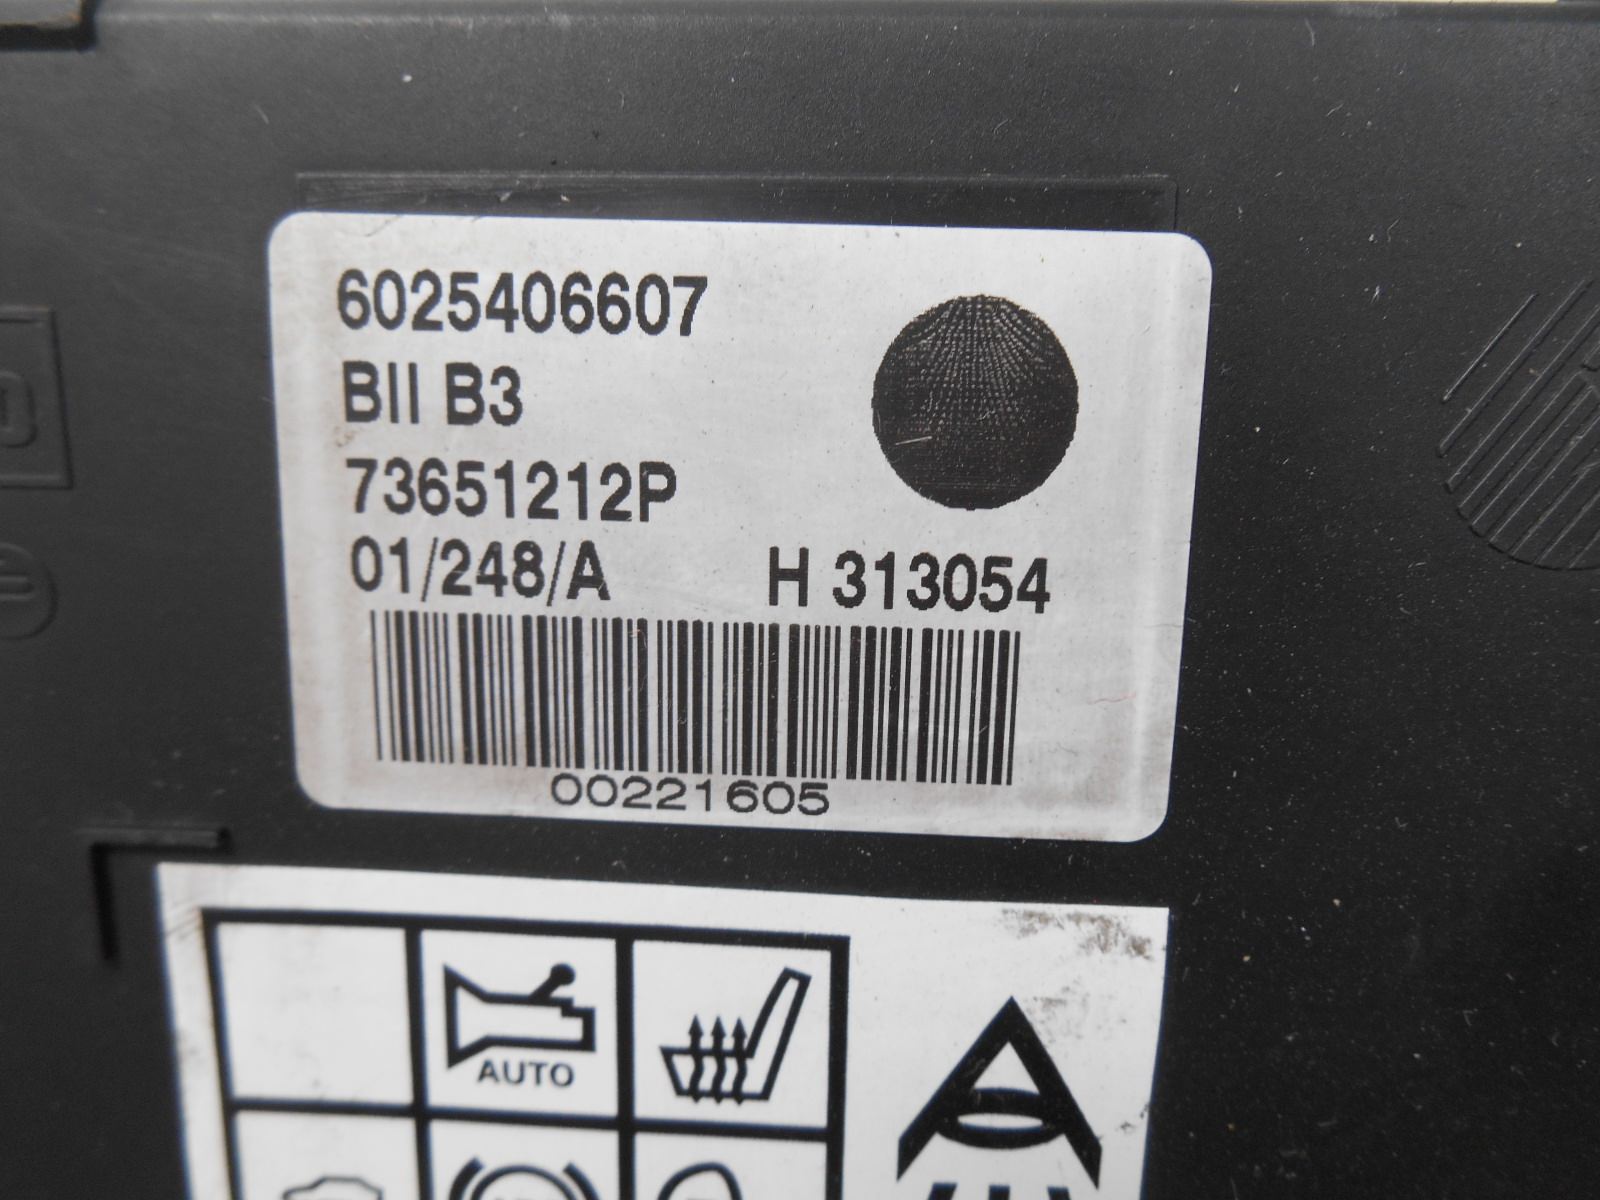 6025406607
BII B3
73651212P
01/248/A H 313054
00221605
AUTO